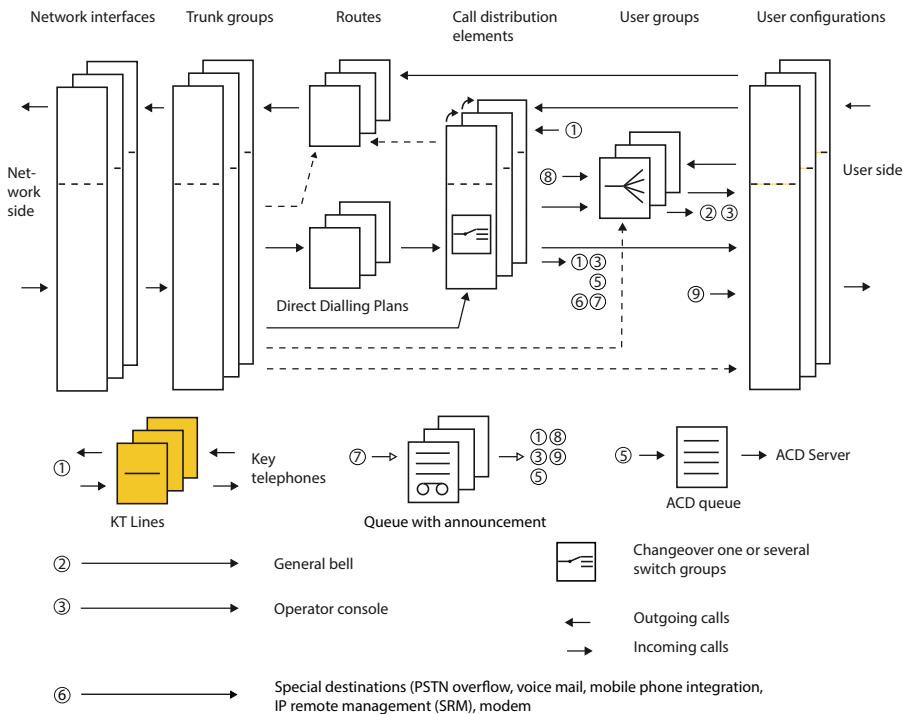 Network interfaces
Trunk groups
Routes
Call distribution
elements
User groups
User configurations
①
Net-
work
side
User side
⑧
② ③
①③
⑤
⑥⑦
⑨
Direct Dialling Plans
①
Key
telephones
KT Lines
⑦
①⑧
③⑨
⑤
Queue with announcement
⑤
ACD Server
ACD queue
② General bell
Changeover one or several
switch groups
③ Operator console
Outgoing calls
Incoming calls
⑥ Special destinations (PSTN overflow, voice mail, mobile phone integration,
IP remote management (SRM), modem